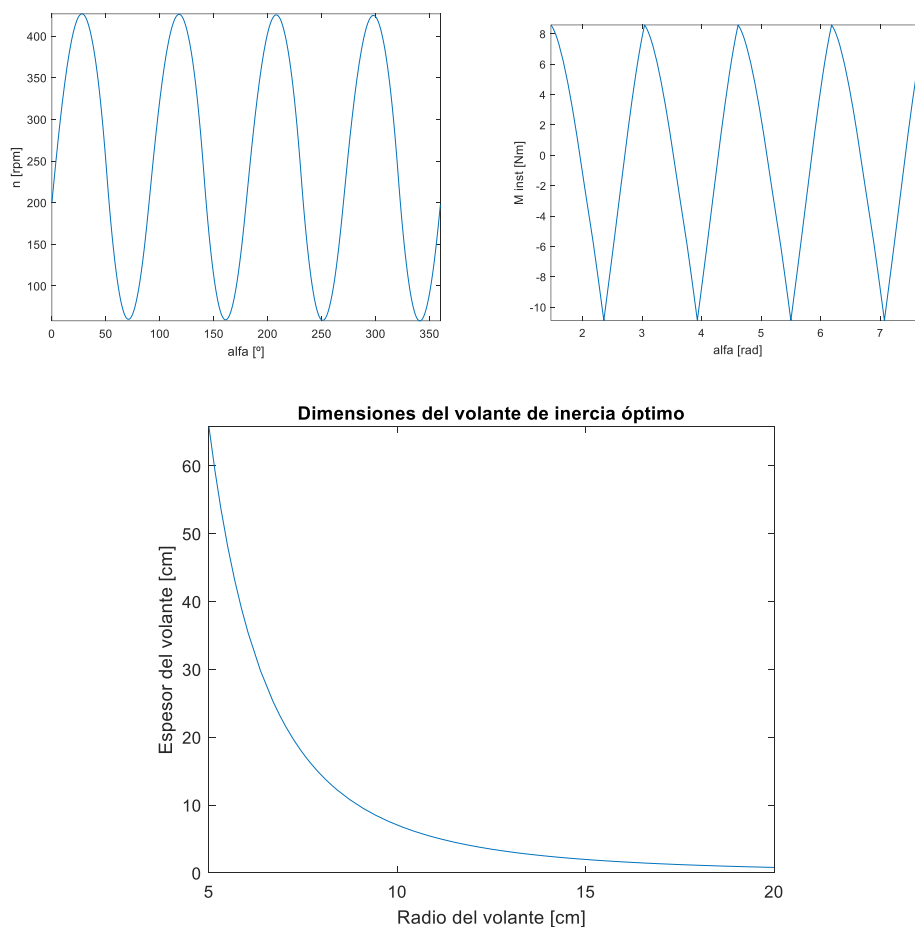 400
350
300
250
200
150
100
n [rpm]
0 50 100 150 200 250 300 350
alfa [º]
8
6
4
2
0
-2
-4
-6
-8
-10
M inst [Nm]
2 3 4 5 6 7
alfa [rad]
Dimensiones del volante de inercia óptimo
60
50
40
30
20
10
0
Espesor del volante [cm]
5 10 15 20
Radio del volante [cm]